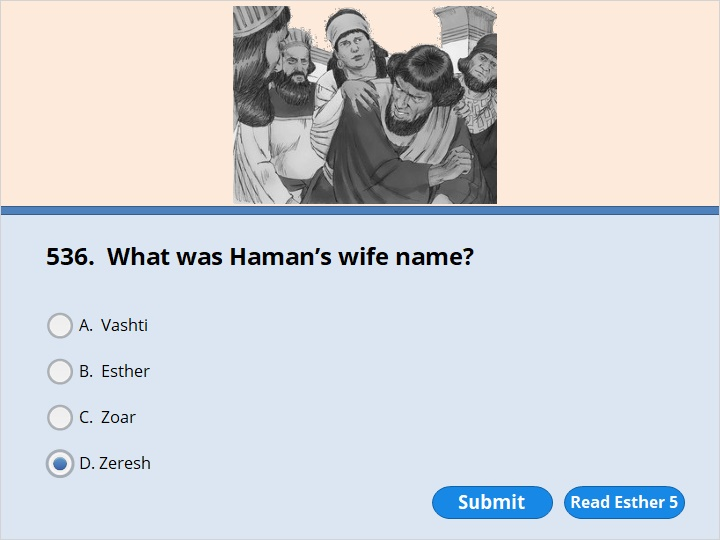 536.  What was Haman’s wife name?
A.  Vashti
B.  Esther
C.  Zoar
D. Zeresh
Submit
Read Esther 5